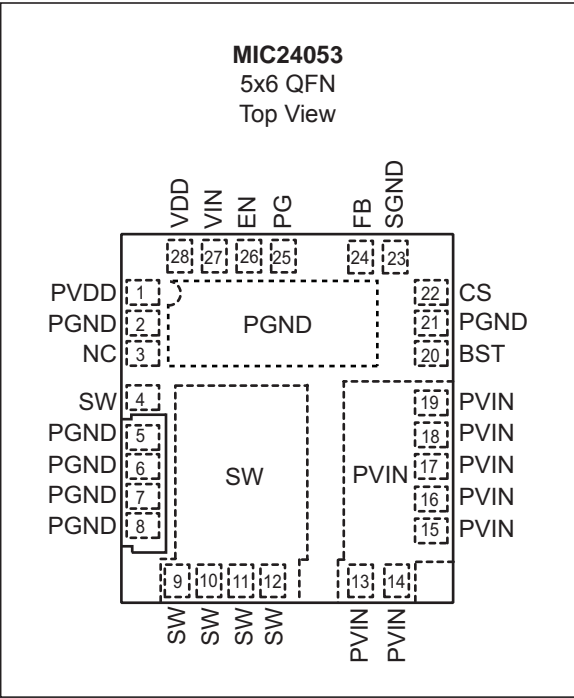 MIC24053
5x6 QFN
Top View
VDD VIN EN PG FB SGND
28 27 26 25 24 23
PVDD 1 22 CS
PGND 2 PGND 21 PGND
NC 3 20 BST
SW 4 19 PVIN
PGND 5 18 PVIN
PGND 6 SW PVIN 17 PVIN
PGND 7 16 PVIN
PGND 8 15 PVIN
9 10 11 12 13 14
SW SW SW SW PVIN PVIN